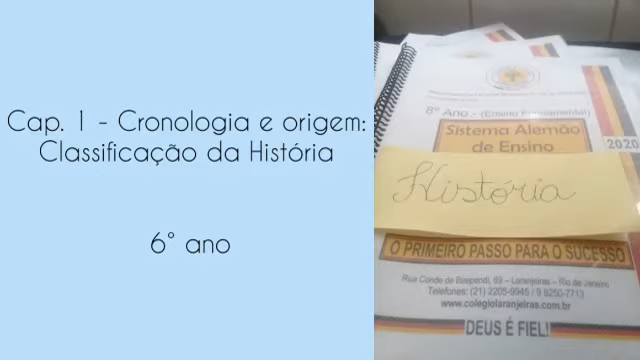 Cap. 1 - Cronologia e origem:
Classificação da História
6° ano
8º Ano - (Ensino Fundamental)
Sistema Alemão
de Ensino
2020
História
O PRIMEIRO PASSO PARA O SUCESSO
Rua Conde de Baependi, 69 – Laranjeiras – Rio de Janeiro
Telefones: (21) 2205-9945 / 9 8250-7713
www.colegiolaranjeiras.com.br
DEUS É FIEL!